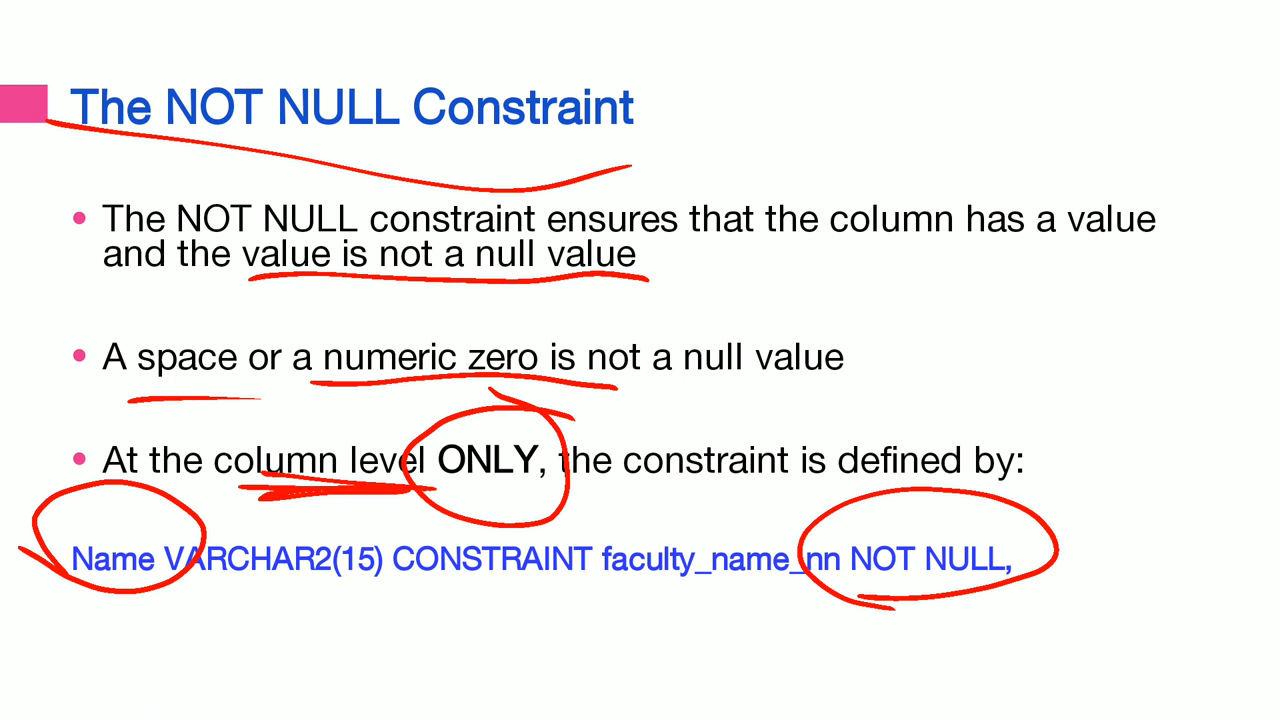 The NOT NULL Constraint
• The NOT NULL constraint ensures that the column has a value
and the value is not a null value
• A space or a numeric zero is not a null value
• At the column level ONLY, the constraint is defined by:
Name VARCHAR2(15) CONSTRAINT faculty_name_nn NOT NULL,